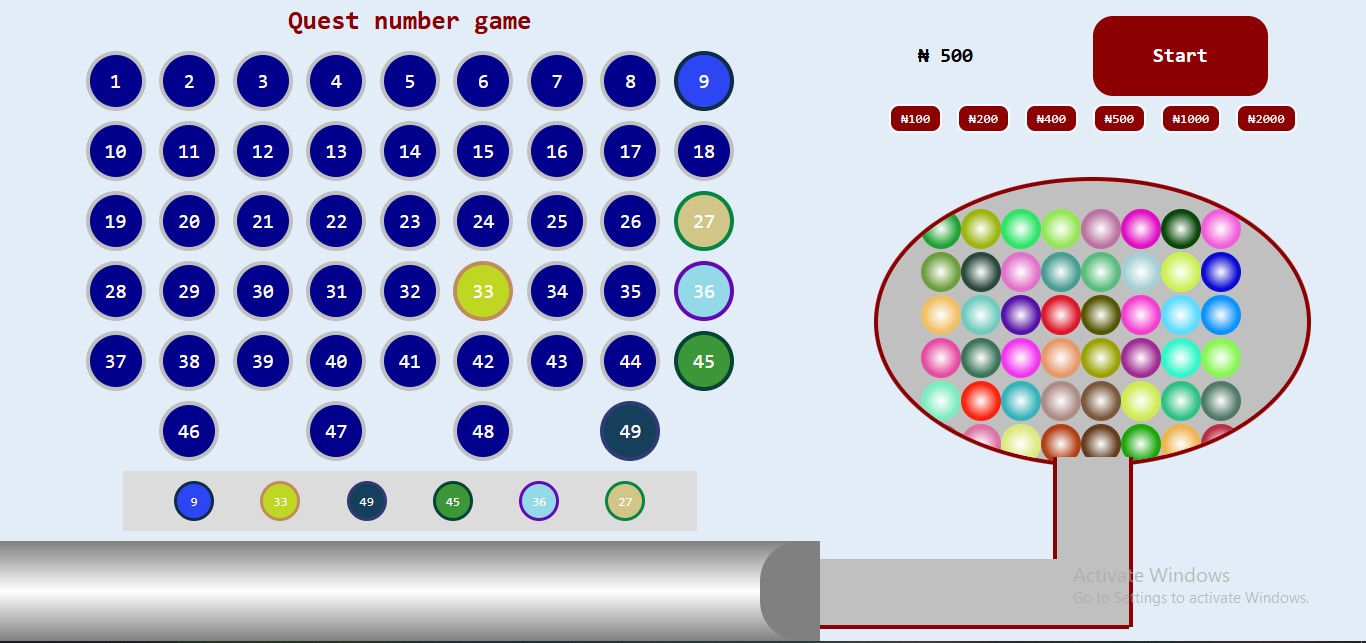 Quest number game
₦ 500
Start
₦100 ₦200 ₦400 ₦500 ₦1000 ₦2000
1 2 3 4 5 6 7 8 9
10 11 12 13 14 15 16 17 18
19 20 21 22 23 24 25 26 27
28 29 30 31 32 33 34 35 36
37 38 39 40 41 42 43 44 45
46 47 48 49
9 33 49 45 36 27
Activate Windows
Go to Settings to activate Windows.